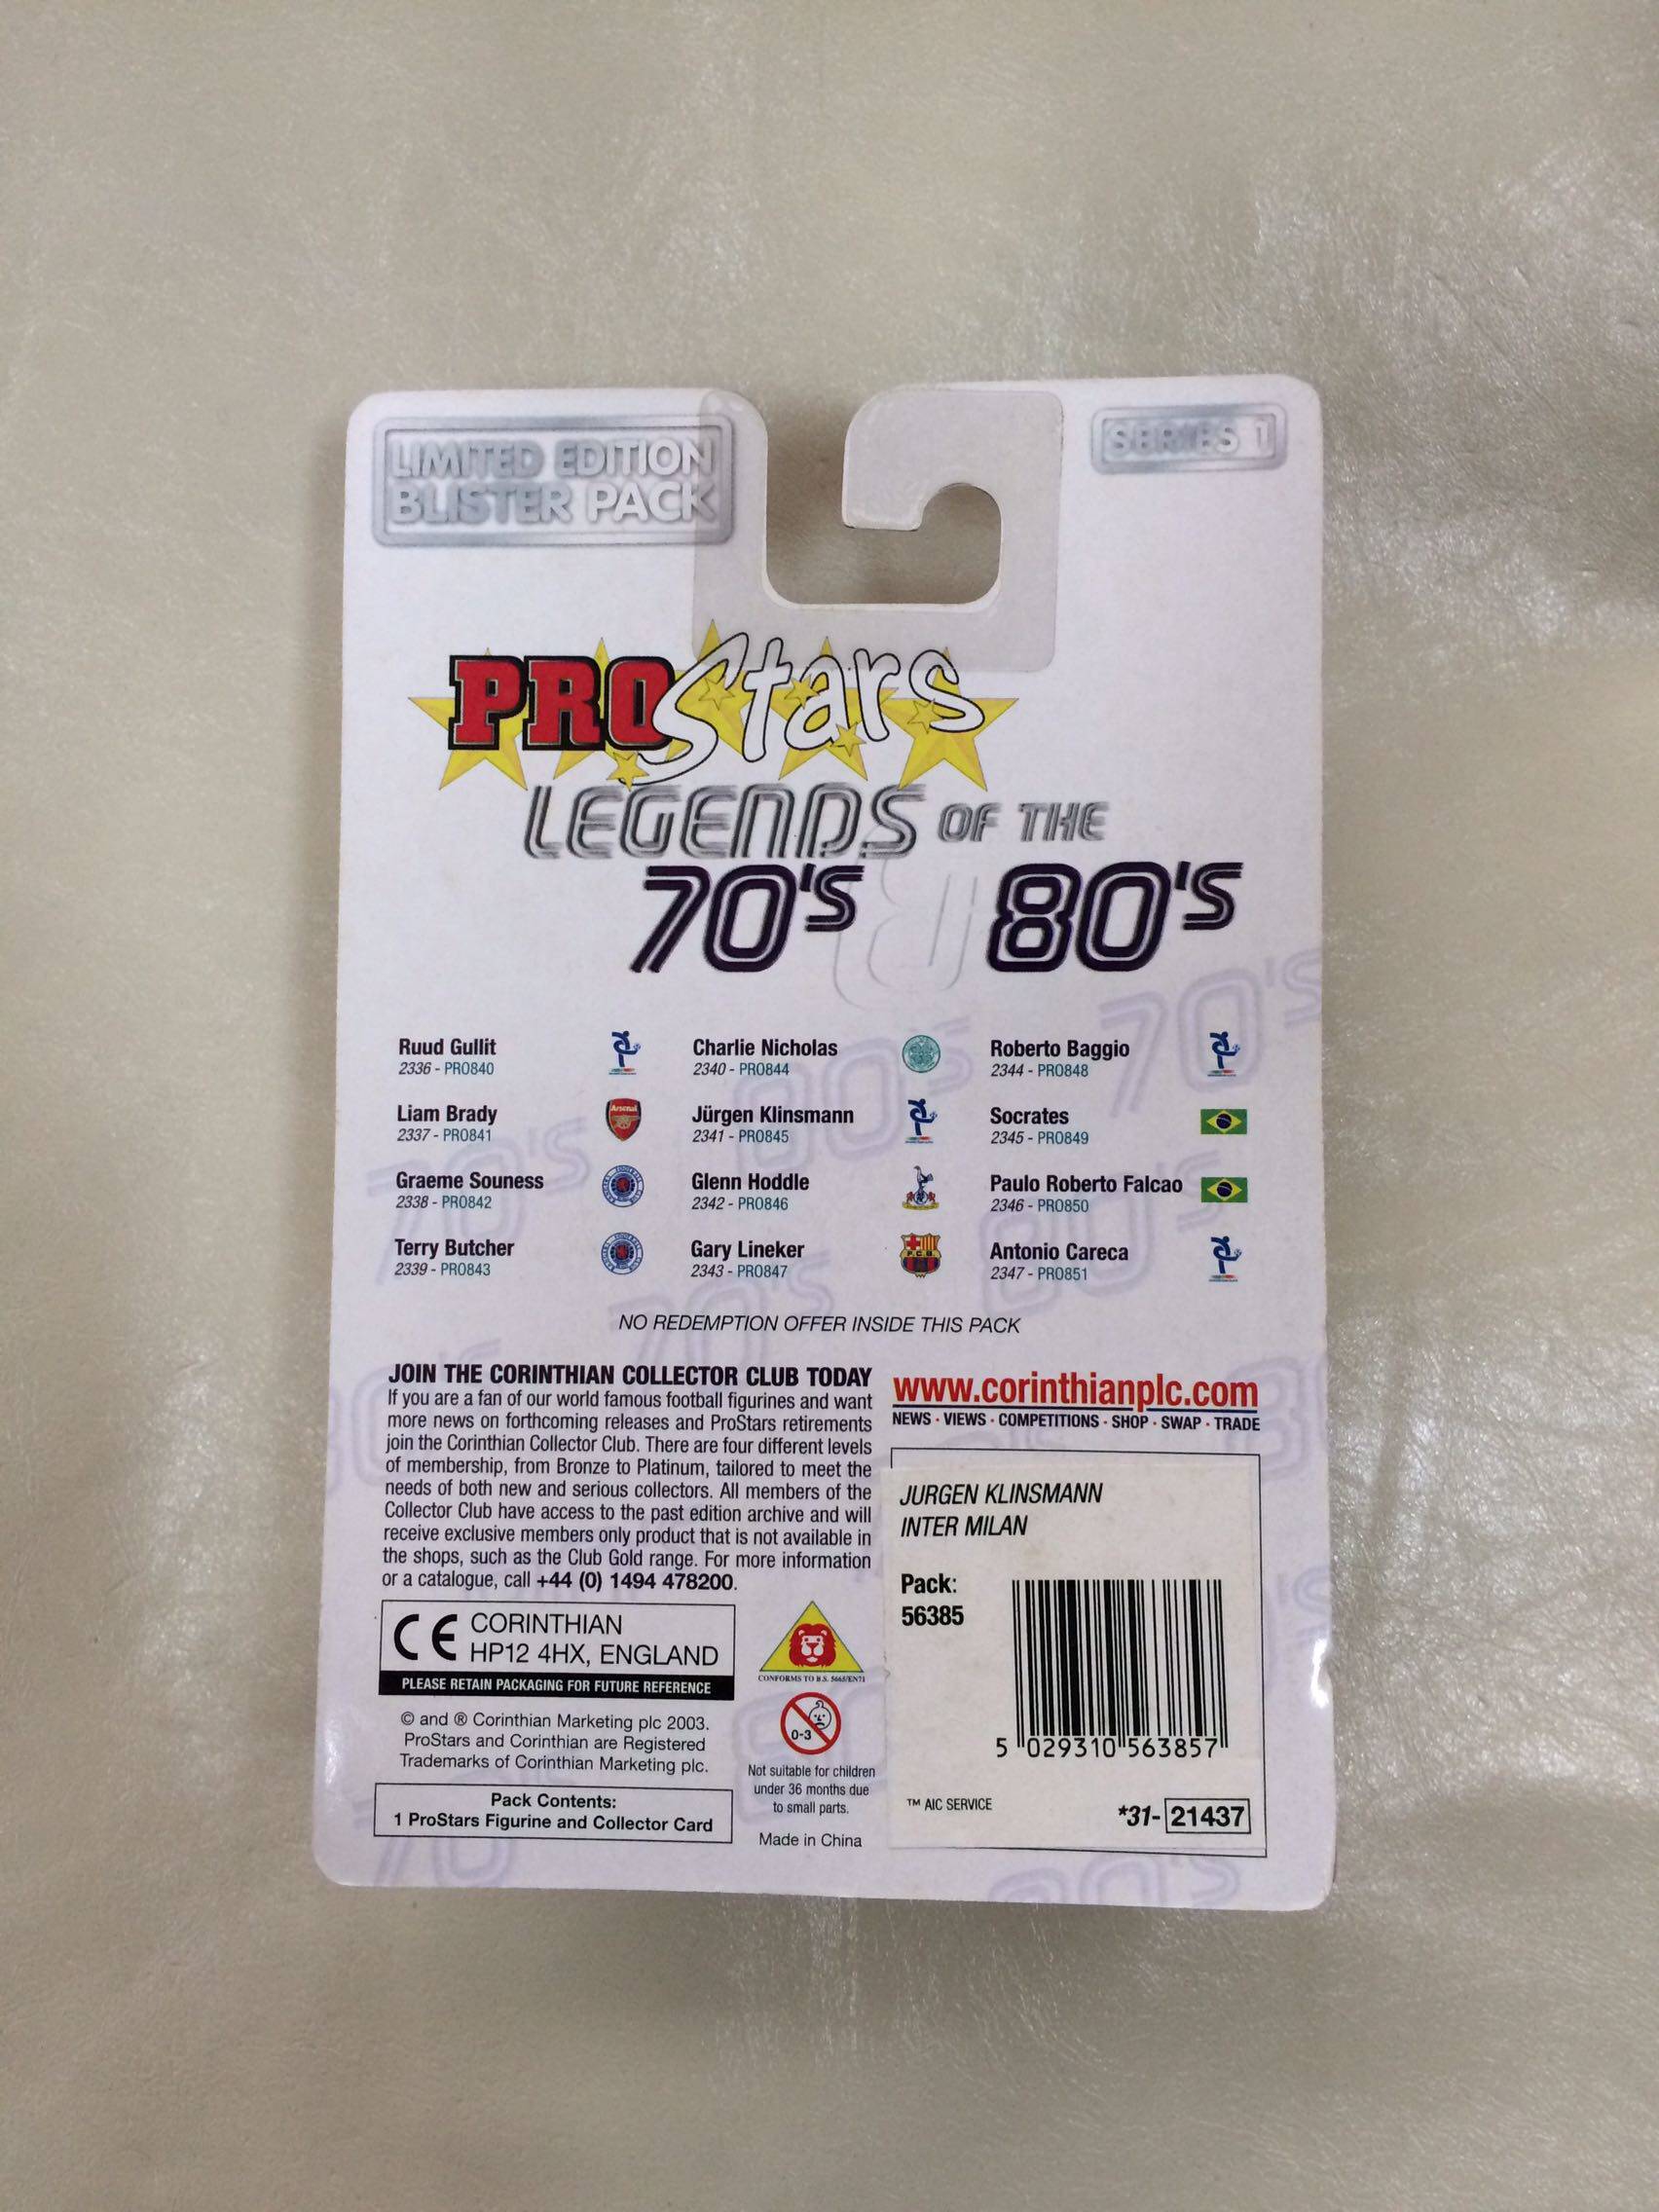 LIMITED EDITION
BLISTER PACK
SERIES 1
PROStars
LEGENDS OF THE
70'S 80'S
Ruud Gullit
2336 - PRO840
Liam Brady
2337 - PRO841
Arsenal
Graeme Souness
2338 - PRO842
Terry Butcher
2339 - PRO843
Charlie Nicholas
2340 - PRO844
Jürgen Klinsmann
2341 - PRO845
Glenn Hoddle
2342 - PRO846
Gary Lineker
2343 - PRO847
Roberto Baggio
2344 - PRO848
Socrates
2345 - PRO849
Paulo Roberto Falcao
2346 - PRO850
Antonio Careca
2347 - PRO851
NO REDEMPTION OFFER INSIDE THIS PACK
JOIN THE CORINTHIAN COLLECTOR CLUB TODAY
If you are a fan of our world famous football figurines and want
more news on forthcoming releases and ProStars retirements
join the Corinthian Collector Club. There are four different levels
of membership, from Bronze to Platinum, tailored to meet the
needs of both new and serious collectors. All members of the
Collector Club have access to the past edition archive and will
receive exclusive members only product that is not available in
the shops, such as the Club Gold range. For more information
or a catalogue, call +44 (0) 1494 478200.
www.corinthianplc.com
NEWS · VIEWS · COMPETITIONS · SHOP · SWAP · TRADE
JURGEN KLINSMANN
INTER MILAN
Pack:
56385
5 029310 563857
™ AIC SERVICE
*31- 21437
CE CORINTHIAN
HP12 4HX, ENGLAND
PLEASE RETAIN PACKAGING FOR FUTURE REFERENCE
© and ® Corinthian Marketing plc 2003.
ProStars and Corinthian are Registered
Trademarks of Corinthian Marketing plc.
Pack Contents:
1 ProStars Figurine and Collector Card
CONFORMS TO B.S. 5665/EN71
0-3
Not suitable for children
under 36 months due
to small parts.
Made in China